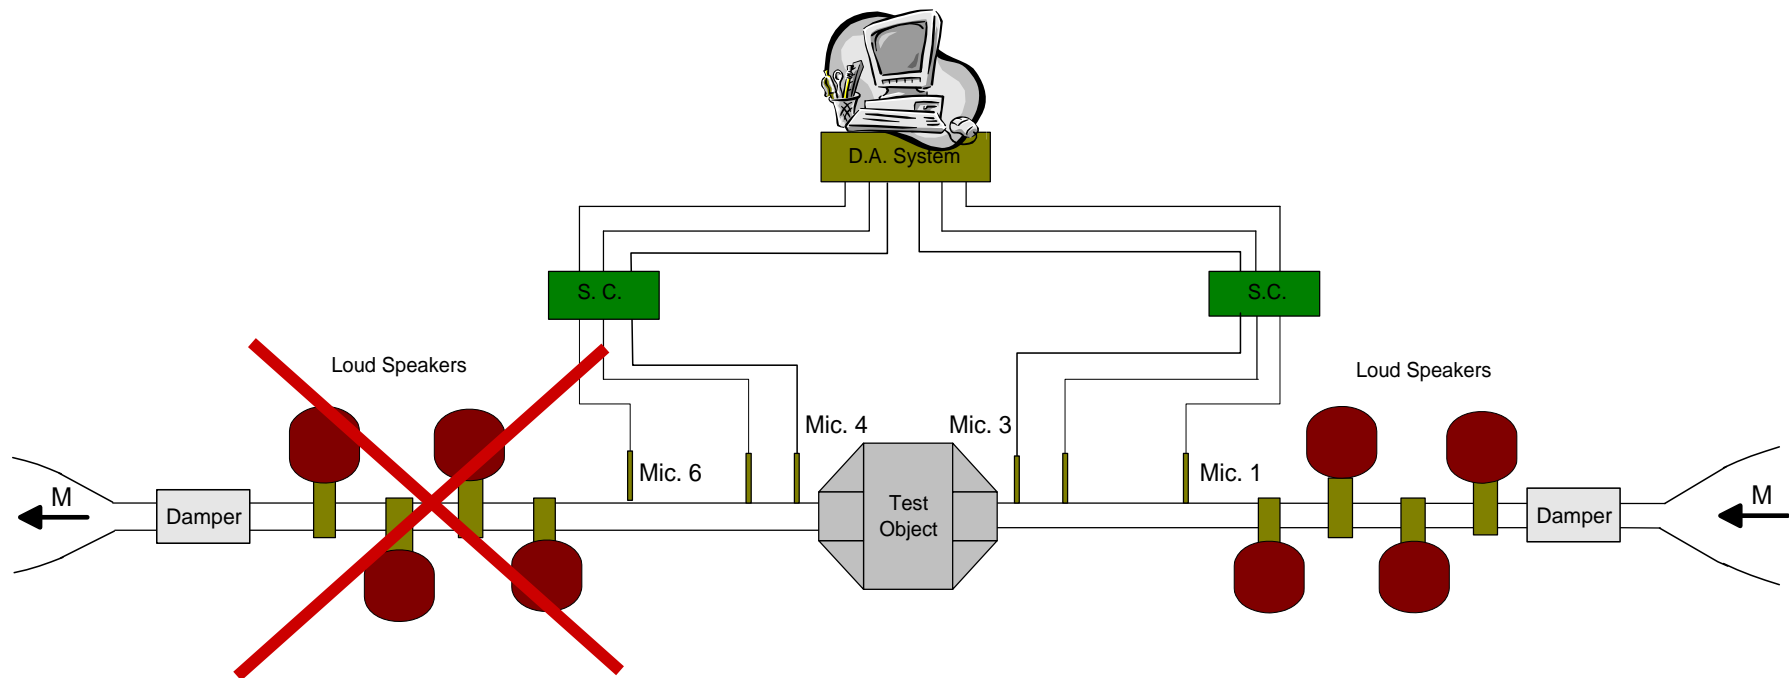 D.A. System
S. C.
S.C.
Loud Speakers
Loud Speakers
Mic. 4
Mic. 3
Mic. 6
Mic. 1
M
M
Damper
Test
Object
Damper